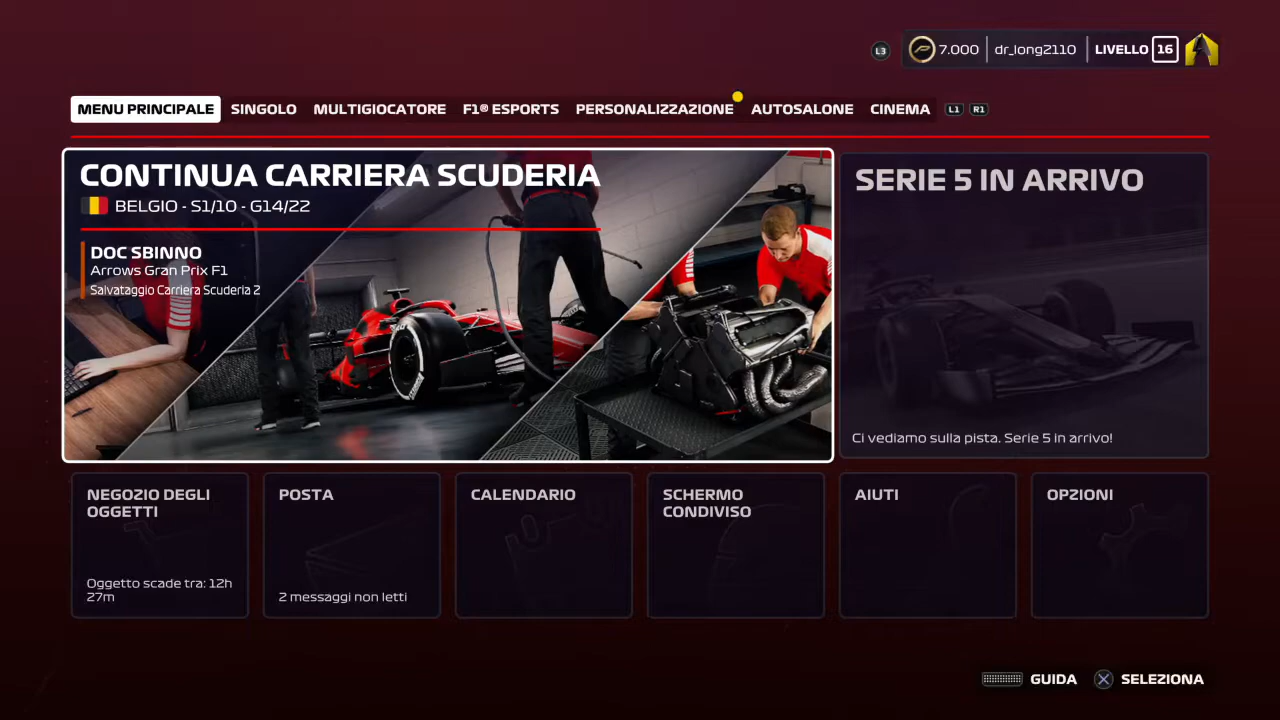 L3 7.000 dr_long2110 LIVELLO 16
MENU PRINCIPALE SINGOLO MULTIGIOCATORE F1® ESPORTS PERSONALIZZAZIONE AUTOSALONE CINEMA L1 R1
CONTINUA CARRIERA SCUDERIA
BELGIO - S1/10 - G14/22
DOC SBINNO
Arrows Gran Prix F1
Salvataggio Carriera Scuderia 2
SERIE 5 IN ARRIVO
Ci vediamo sulla pista. Serie 5 in arrivo!
NEGOZIO DEGLI
OGGETTI
Oggetto scade tra: 12h
27m
POSTA
2 messaggi non letti
CALENDARIO
SCHERMO
CONDIVISO
AIUTI
OPZIONI
GUIDA SELEZIONA